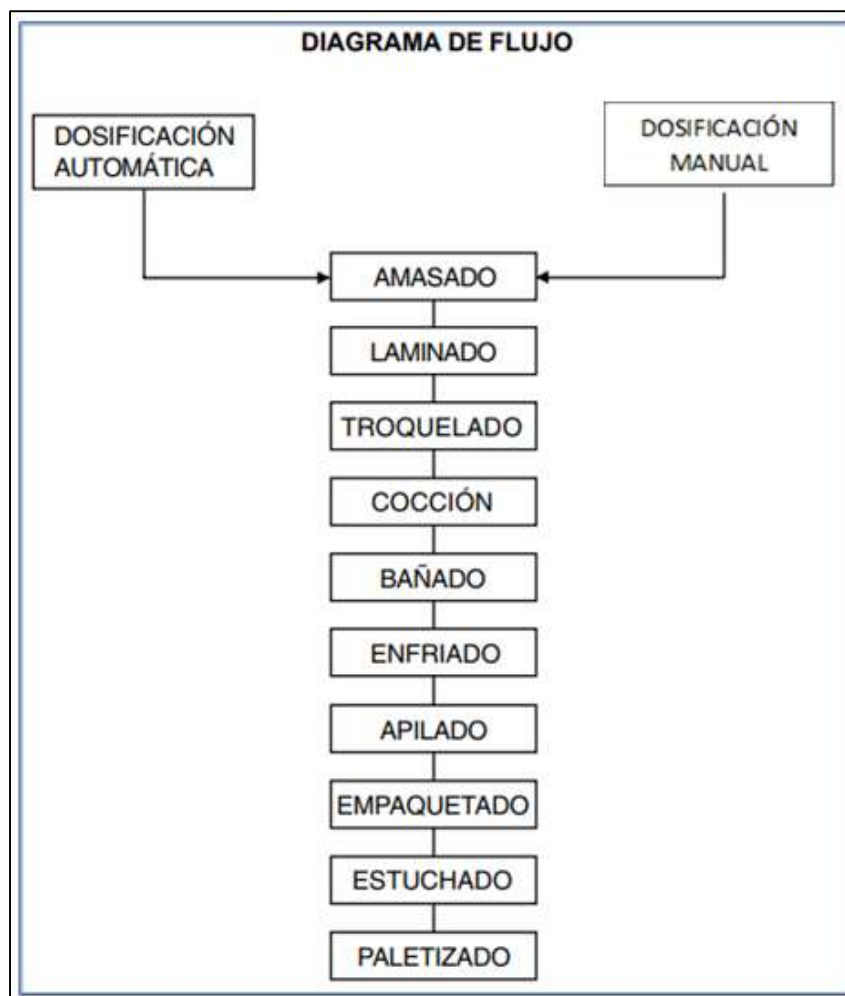 DIAGRAMA DE FLUJO
DOSIFICACIÓN
AUTOMÁTICA
DOSIFICACIÓN
MANUAL
AMASADO
LAMINADO
TROQUELADO
COCCIÓN
BAÑADO
ENFRIADO
APILADO
EMPAQUETADO
ESTUCHADO
PALETIZADO